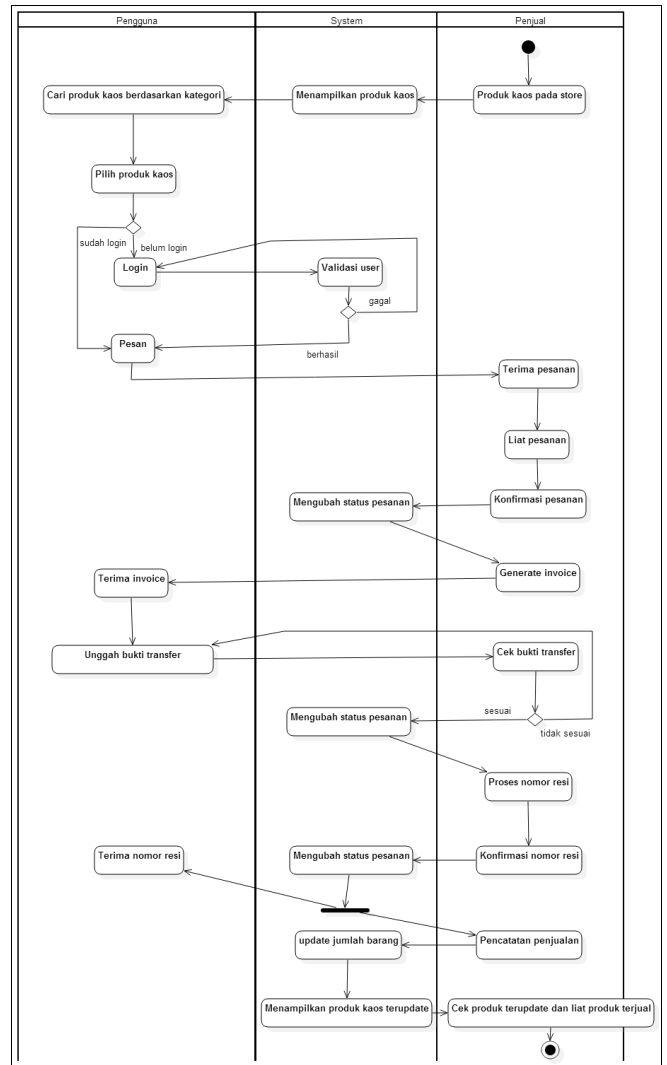 Pengguna
System
Penjual
Cari produk kaos berdasarkan kategori
Menampilkan produk kaos
Produk kaos pada store
Pilih produk kaos
sudah login
belum login
Login
Validasi user
gagal
Pesan
berhasil
Terima pesanan
Liat pesanan
Mengubah status pesanan
Konfirmasi pesanan
Terima invoice
Generate invoice
Unggah bukti transfer
Cek bukti transfer
Mengubah status pesanan
sesuai
tidak sesuai
Proses nomor resi
Terima nomor resi
Mengubah status pesanan
Konfirmasi nomor resi
update jumlah barang
Pencatatan penjualan
Menampilkan produk kaos terupdate
Cek produk terupdate dan liat produk terjual